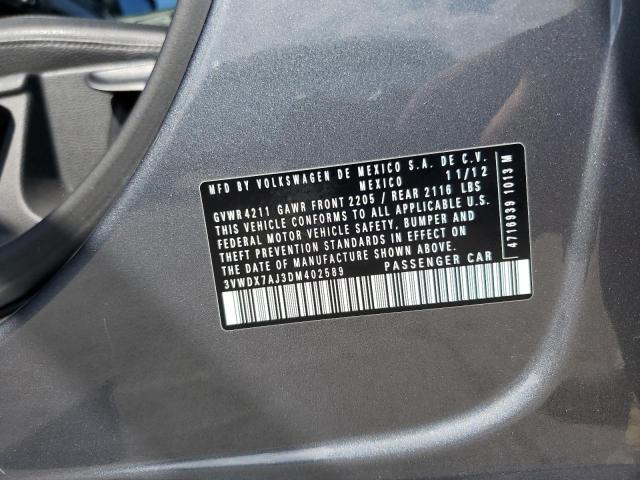 MFD BY VOLKSWAGEN DE MEXICO S.A. DE C.V.
MEXICO 11/12
GVWR 4211 GAWR FRONT 2205 / REAR 2116 LBS
THIS VEHICLE CONFORMS TO ALL APPLICABLE U.S.
FEDERAL MOTOR VEHICLE SAFETY, BUMPER AND
THEFT PREVENTION STANDARDS IN EFFECT ON
THE DATE OF MANUFACTURE SHOWN ABOVE.
3VWDX7AJ3DM402589 PASSENGER CAR
4716939 1013 M